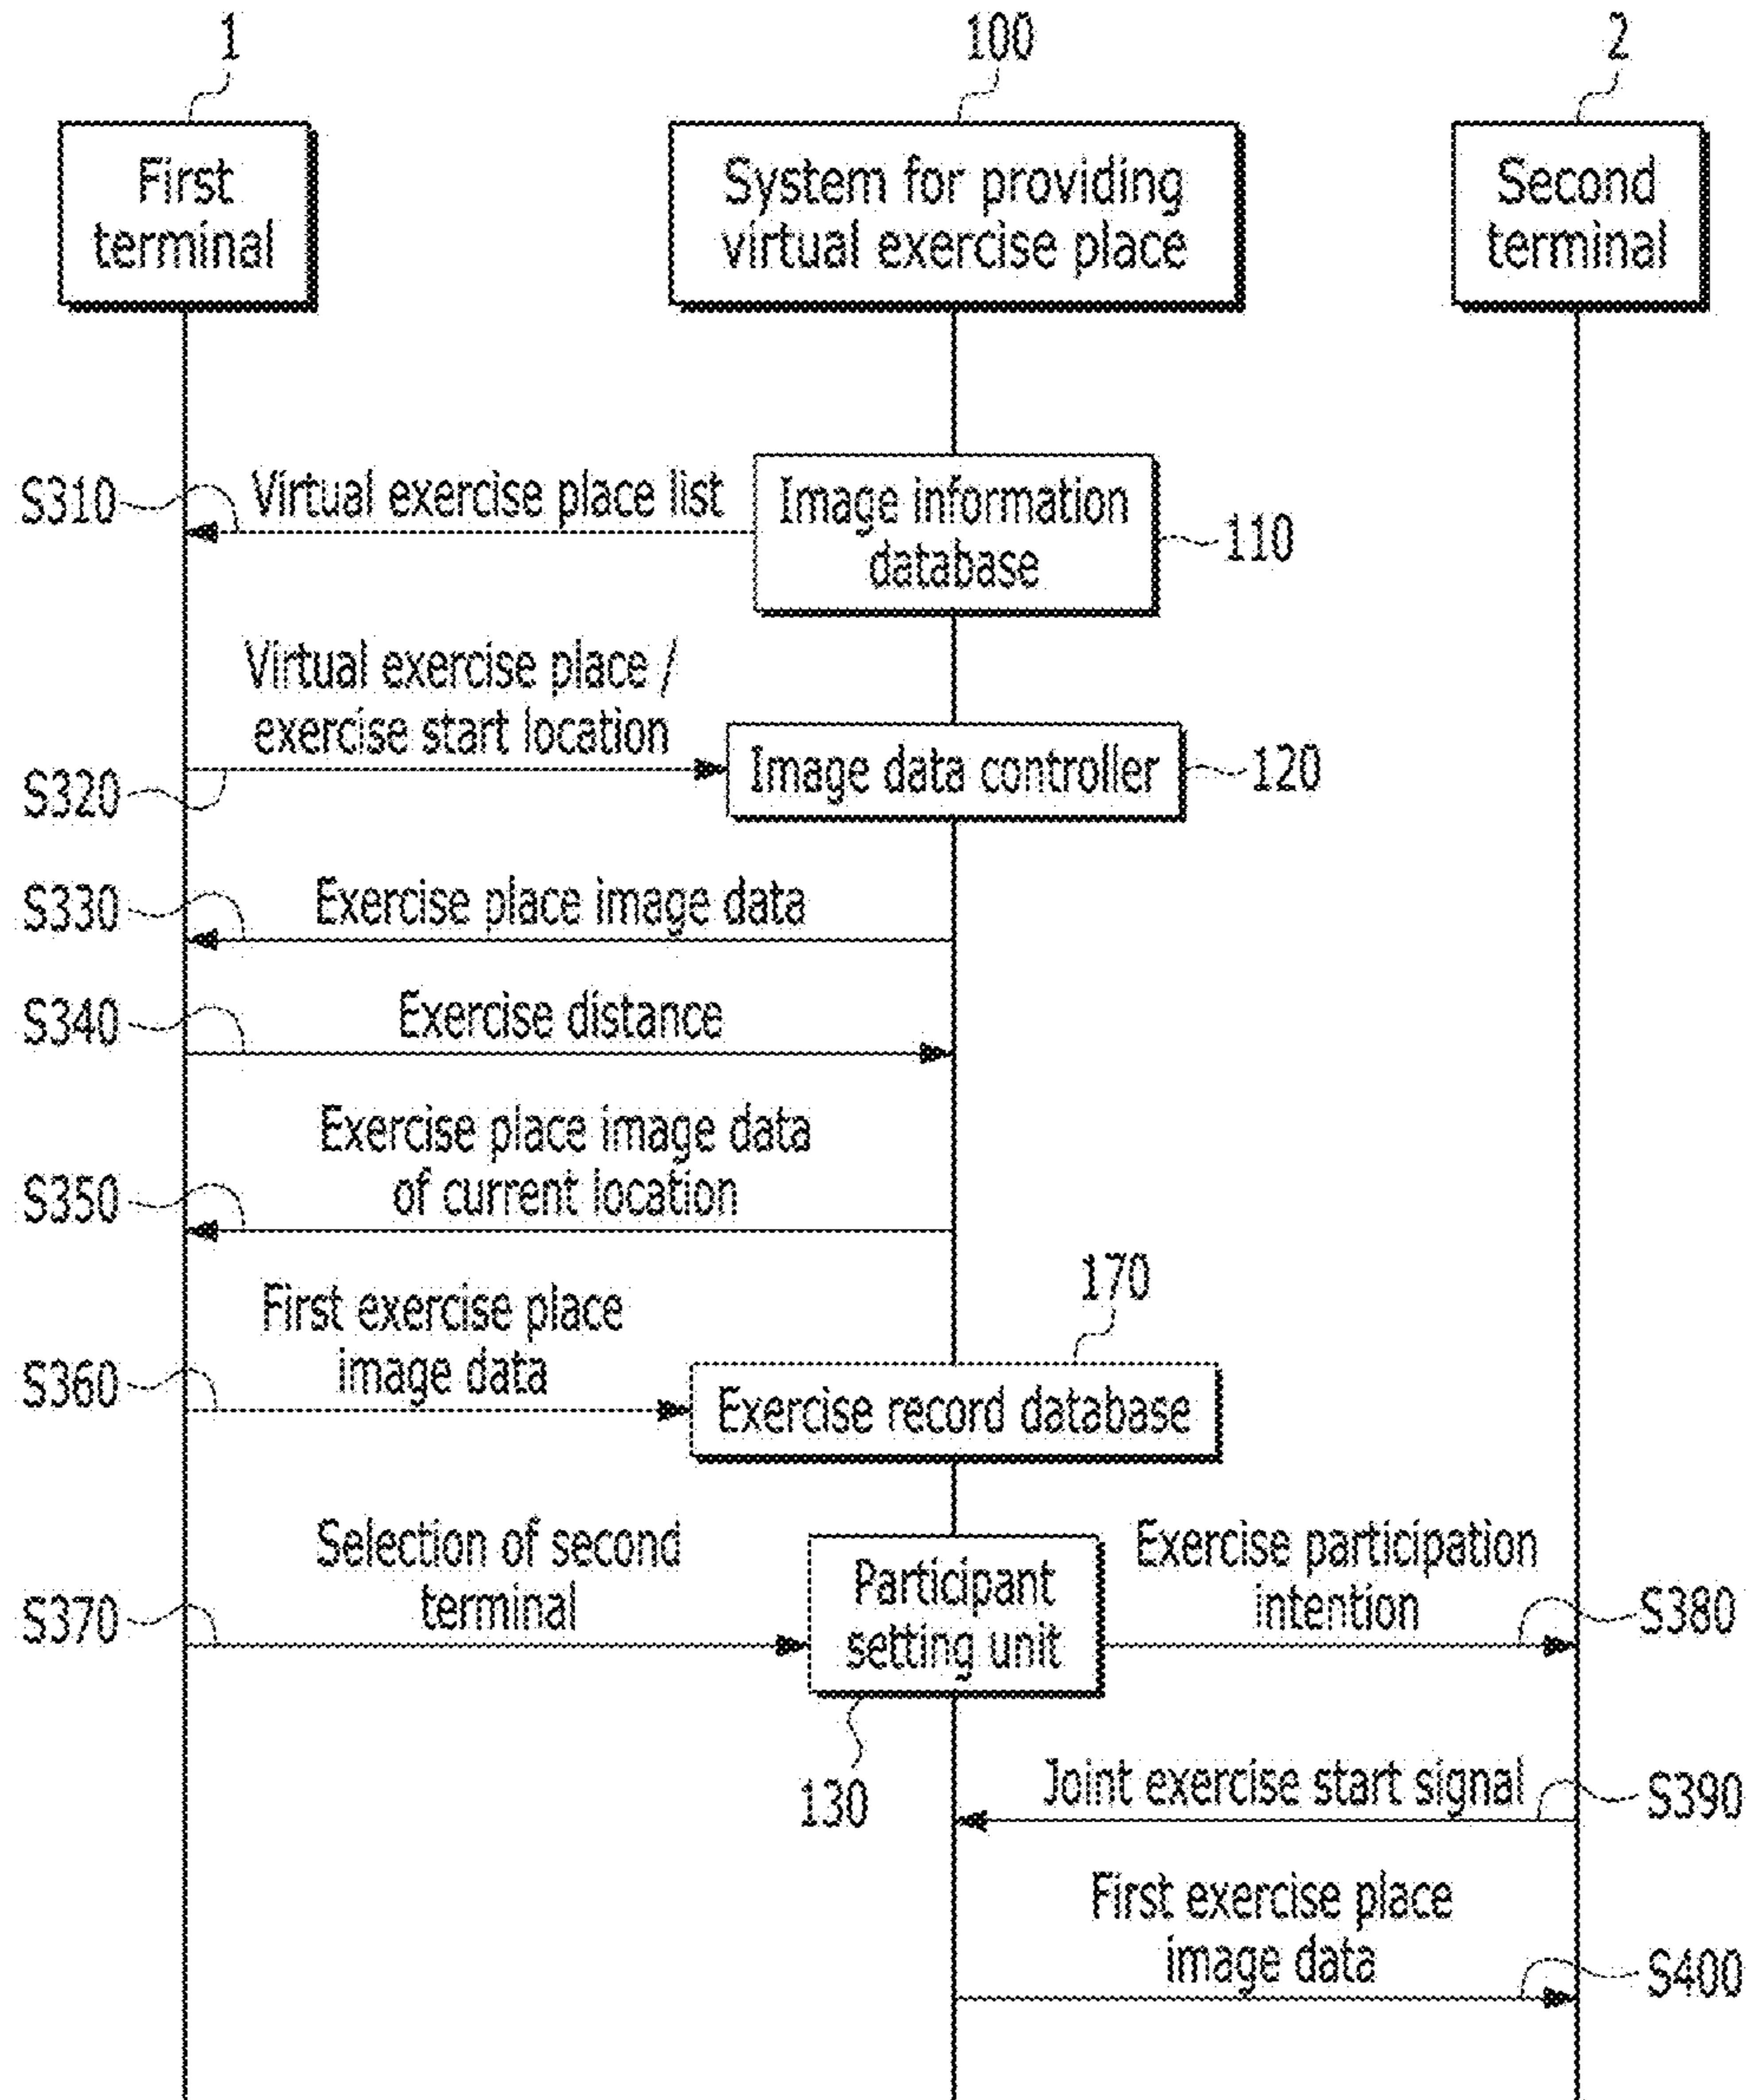 1
100
2
First
terminal
System for providing
virtual exercise place
Second
terminal
S310
Virtual exercise place list
Image information
database
110
Virtual exercise place /
exercise start location
S320
Image data controller
120
S330
Exercise place image data
S340
Exercise distance
Exercise place image data
of current location
S350
170
First exercise place
image data
S360
Exercise record database
Selection of second
terminal
S370
Participant
setting unit
Exercise participation
intention
S380
130
Joint exercise start signal
S390
First exercise place
image data
S400